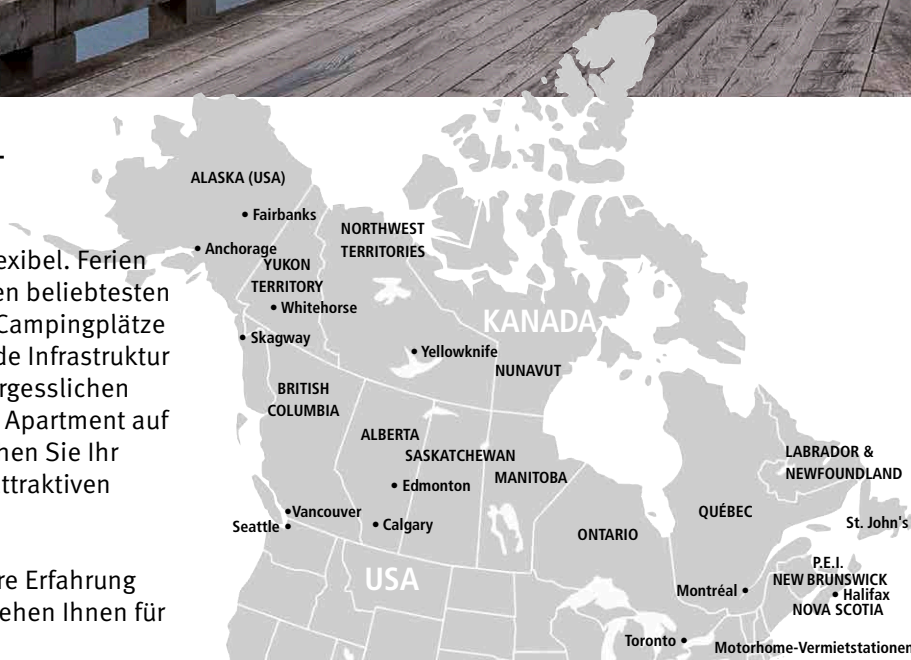 exibel. Ferien
en beliebtesten
Campingplätze
de Infrastruktur
rgesslichen
Apartment auf
nen Sie Ihr
ttraktiven
re Erfahrung
ehen Ihnen für
ALASKA (USA)
• Fairbanks
• Anchorage
YUKON
TERRITORY
• Whitehorse
• Skagway
NORTHWEST
TERRITORIES
KANADA
• Yellowknife
NUNAVUT
BRITISH
COLUMBIA
ALBERTA
SASKATCHEWAN
MANITOBA
• Edmonton
• Vancouver
Seattle •
• Calgary
ONTARIO
QUÉBEC
LABRADOR &
NEWFOUNDLAND
St. John's
P.E.I.
NEW BRUNSWICK
• Halifax
NOVA SCOTIA
Montréal •
USA
Toronto •
Motorhome-Vermietstationen